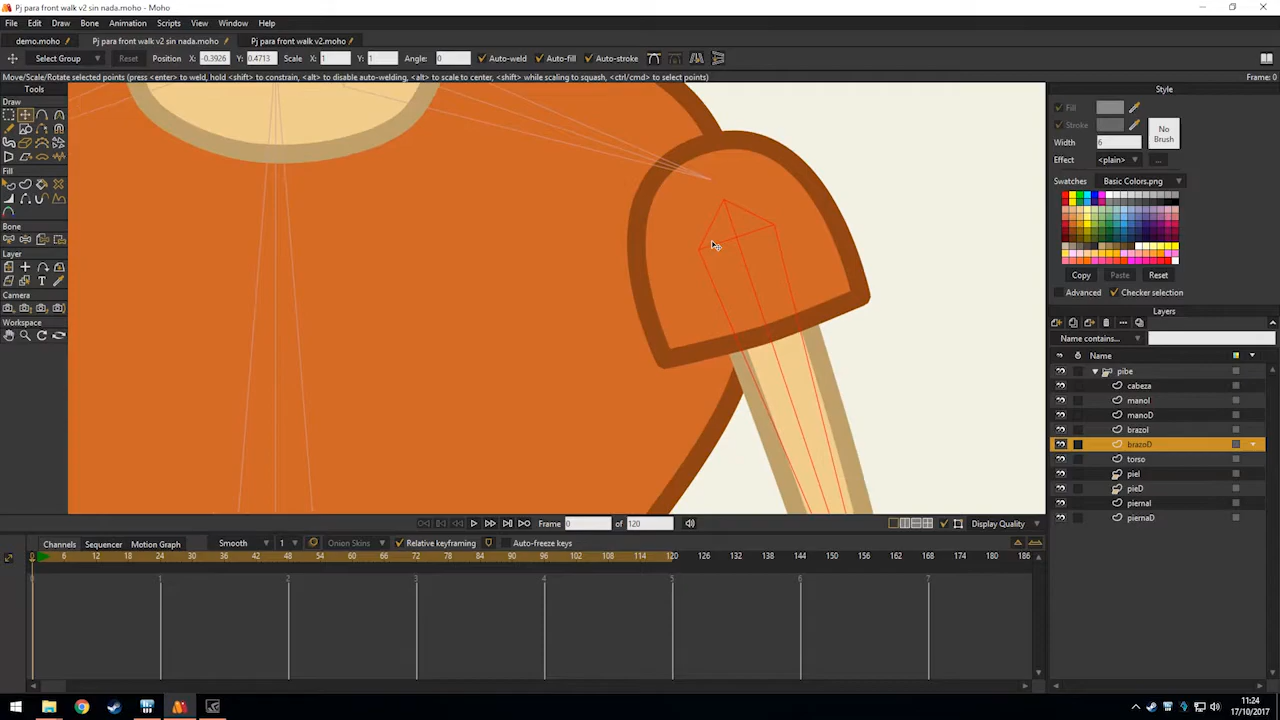 Pj para front walk v2 sin nada.moho - Moho
File Edit Draw Bone Animation Scripts View Window Help
demo.moho Pj para front walk v2 sin nada.moho Pj para front walk v2.moho
Select Group Reset Position X: -0.3926 Y: 0.4713 Scale X: 1 Y: 1 Angle: 0 Auto-weld Auto-fill Auto-stroke
Move/Scale/Rotate selected points (press <enter> to weld, hold <shift> to constrain, <alt> to disable auto-welding, <alt> to scale to center, <shift> while scaling to squash, <ctrl/cmd> to select points) Frame: 0
Tools
Draw
Fill
Bone
Layer
Camera
Workspace
Style
Fill
Stroke
No Brush
Width 6
Effect <plain> ...
Swatches Basic Colors.png
Copy Paste Reset
Advanced Checker selection
Layers
Name contains...
Name
pibe
cabeza
manoI
manoD
brazoI
brazoD
torso
pieI
pieD
piernaI
piernaD
Frame 0 of 120 Display Quality
Channels Sequencer Motion Graph Smooth 1 Onion Skins Relative keyframing Auto-freeze keys
0 6 12 18 24 30 36 42 48 54 60 66 72 78 84 90 96 102 108 114 120 126 132 138 144 150 156 162 168 174 180 186
0 1 2 3 4 5 6 7
11:24
17/10/2017